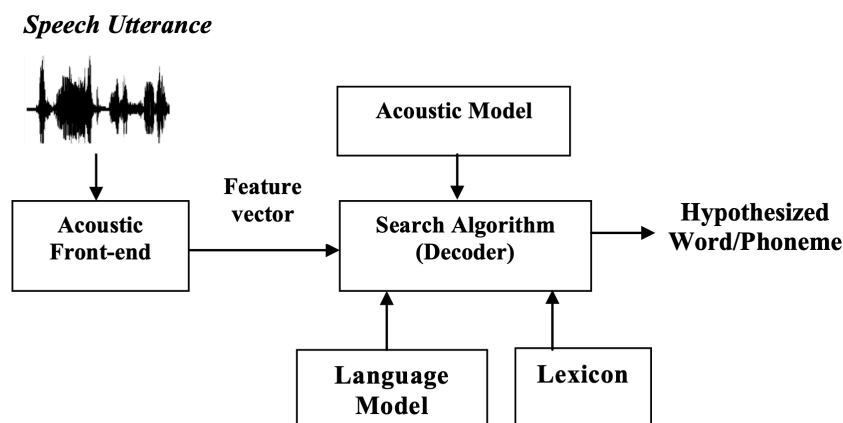 Speech Utterance
Acoustic Model
Feature
vector
Acoustic
Front-end
Search Algorithm
(Decoder)
Hypothesized
Word/Phoneme
Language
Model
Lexicon